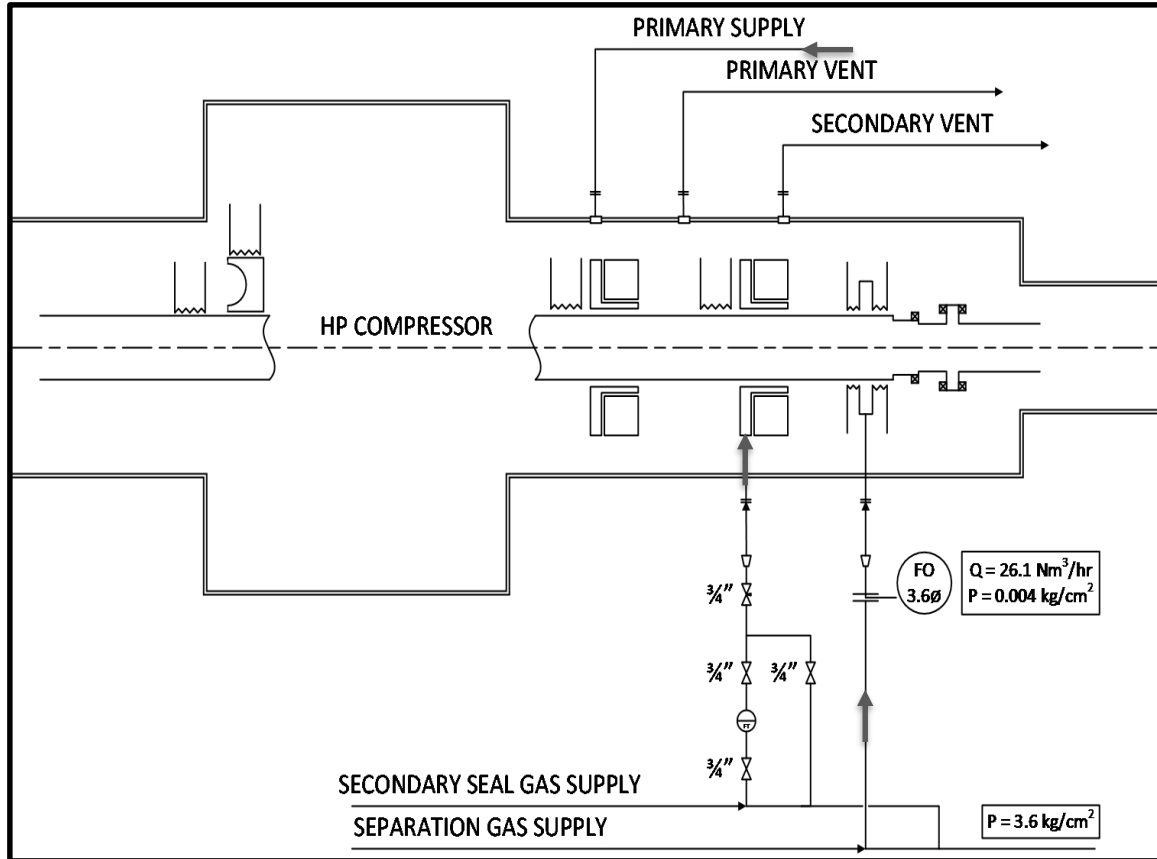 PRIMARY SUPPLY
PRIMARY VENT
SECONDARY VENT
HP COMPRESSOR
FO
3.6ø
Q = 26.1 Nm³/hr
P = 0.004 kg/cm²
¾”
¾” ¾”
FT
¾”
SECONDARY SEAL GAS SUPPLY
SEPARATION GAS SUPPLY
P = 3.6 kg/cm²